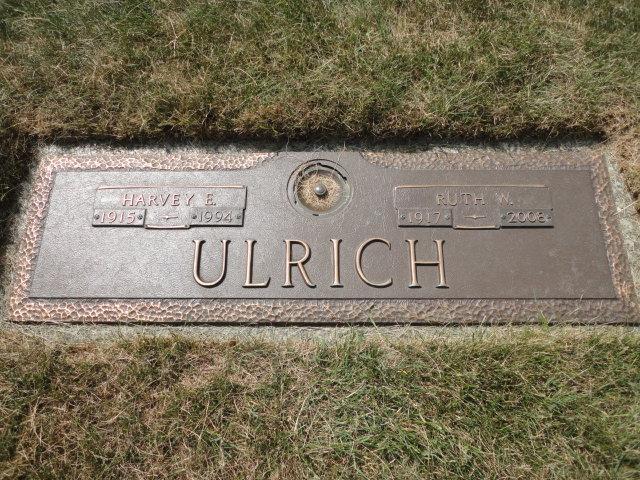 HARVEY E.
1915 - 1994
RUTH W.
1917 - 2008
ULRICH